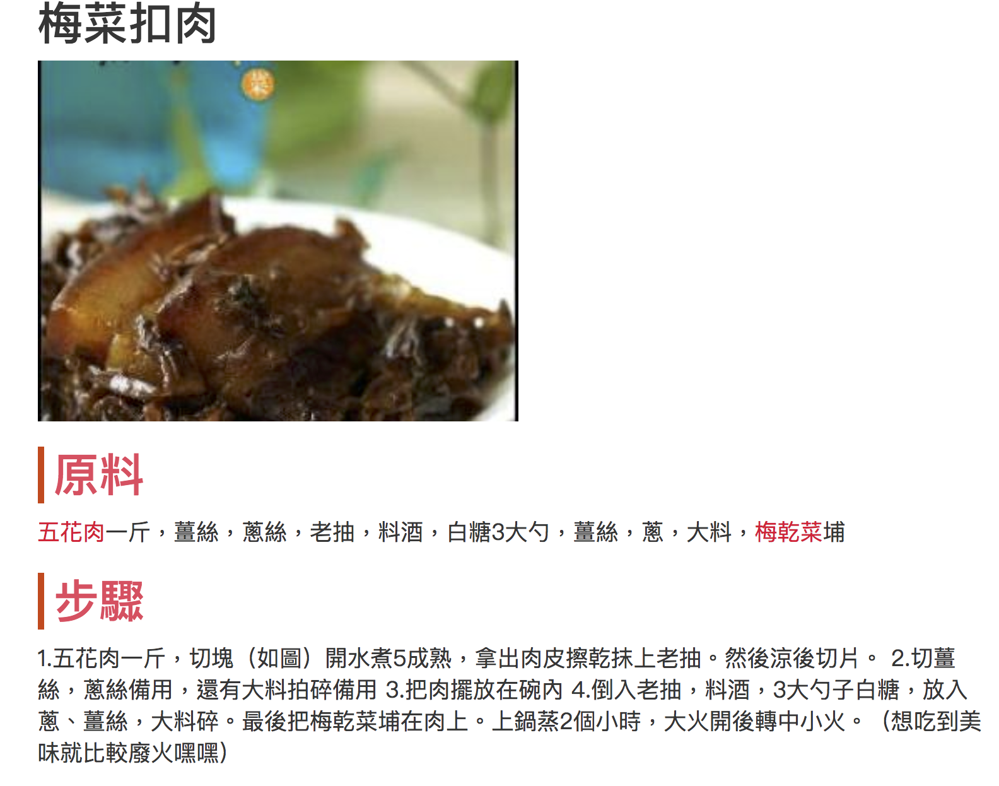 梅菜扣肉
原料
五花肉一斤，薑絲，蔥絲，老抽，料酒，白糖3大勺，薑絲，蔥，大料，梅乾菜埔
步驟
1.五花肉一斤，切塊（如圖）開水煮5成熟，拿出肉皮擦乾抹上老抽。然後涼後切片。 2.切薑
絲，蔥絲備用，還有大料拍碎備用 3.把肉擺放在碗內 4.倒入老抽，料酒，3大勺子白糖，放入
蔥、薑絲，大料碎。最後把梅乾菜埔在肉上。上鍋蒸2個小時，大火開後轉中小火。（想吃到美
味就比較廢火嘿嘿）